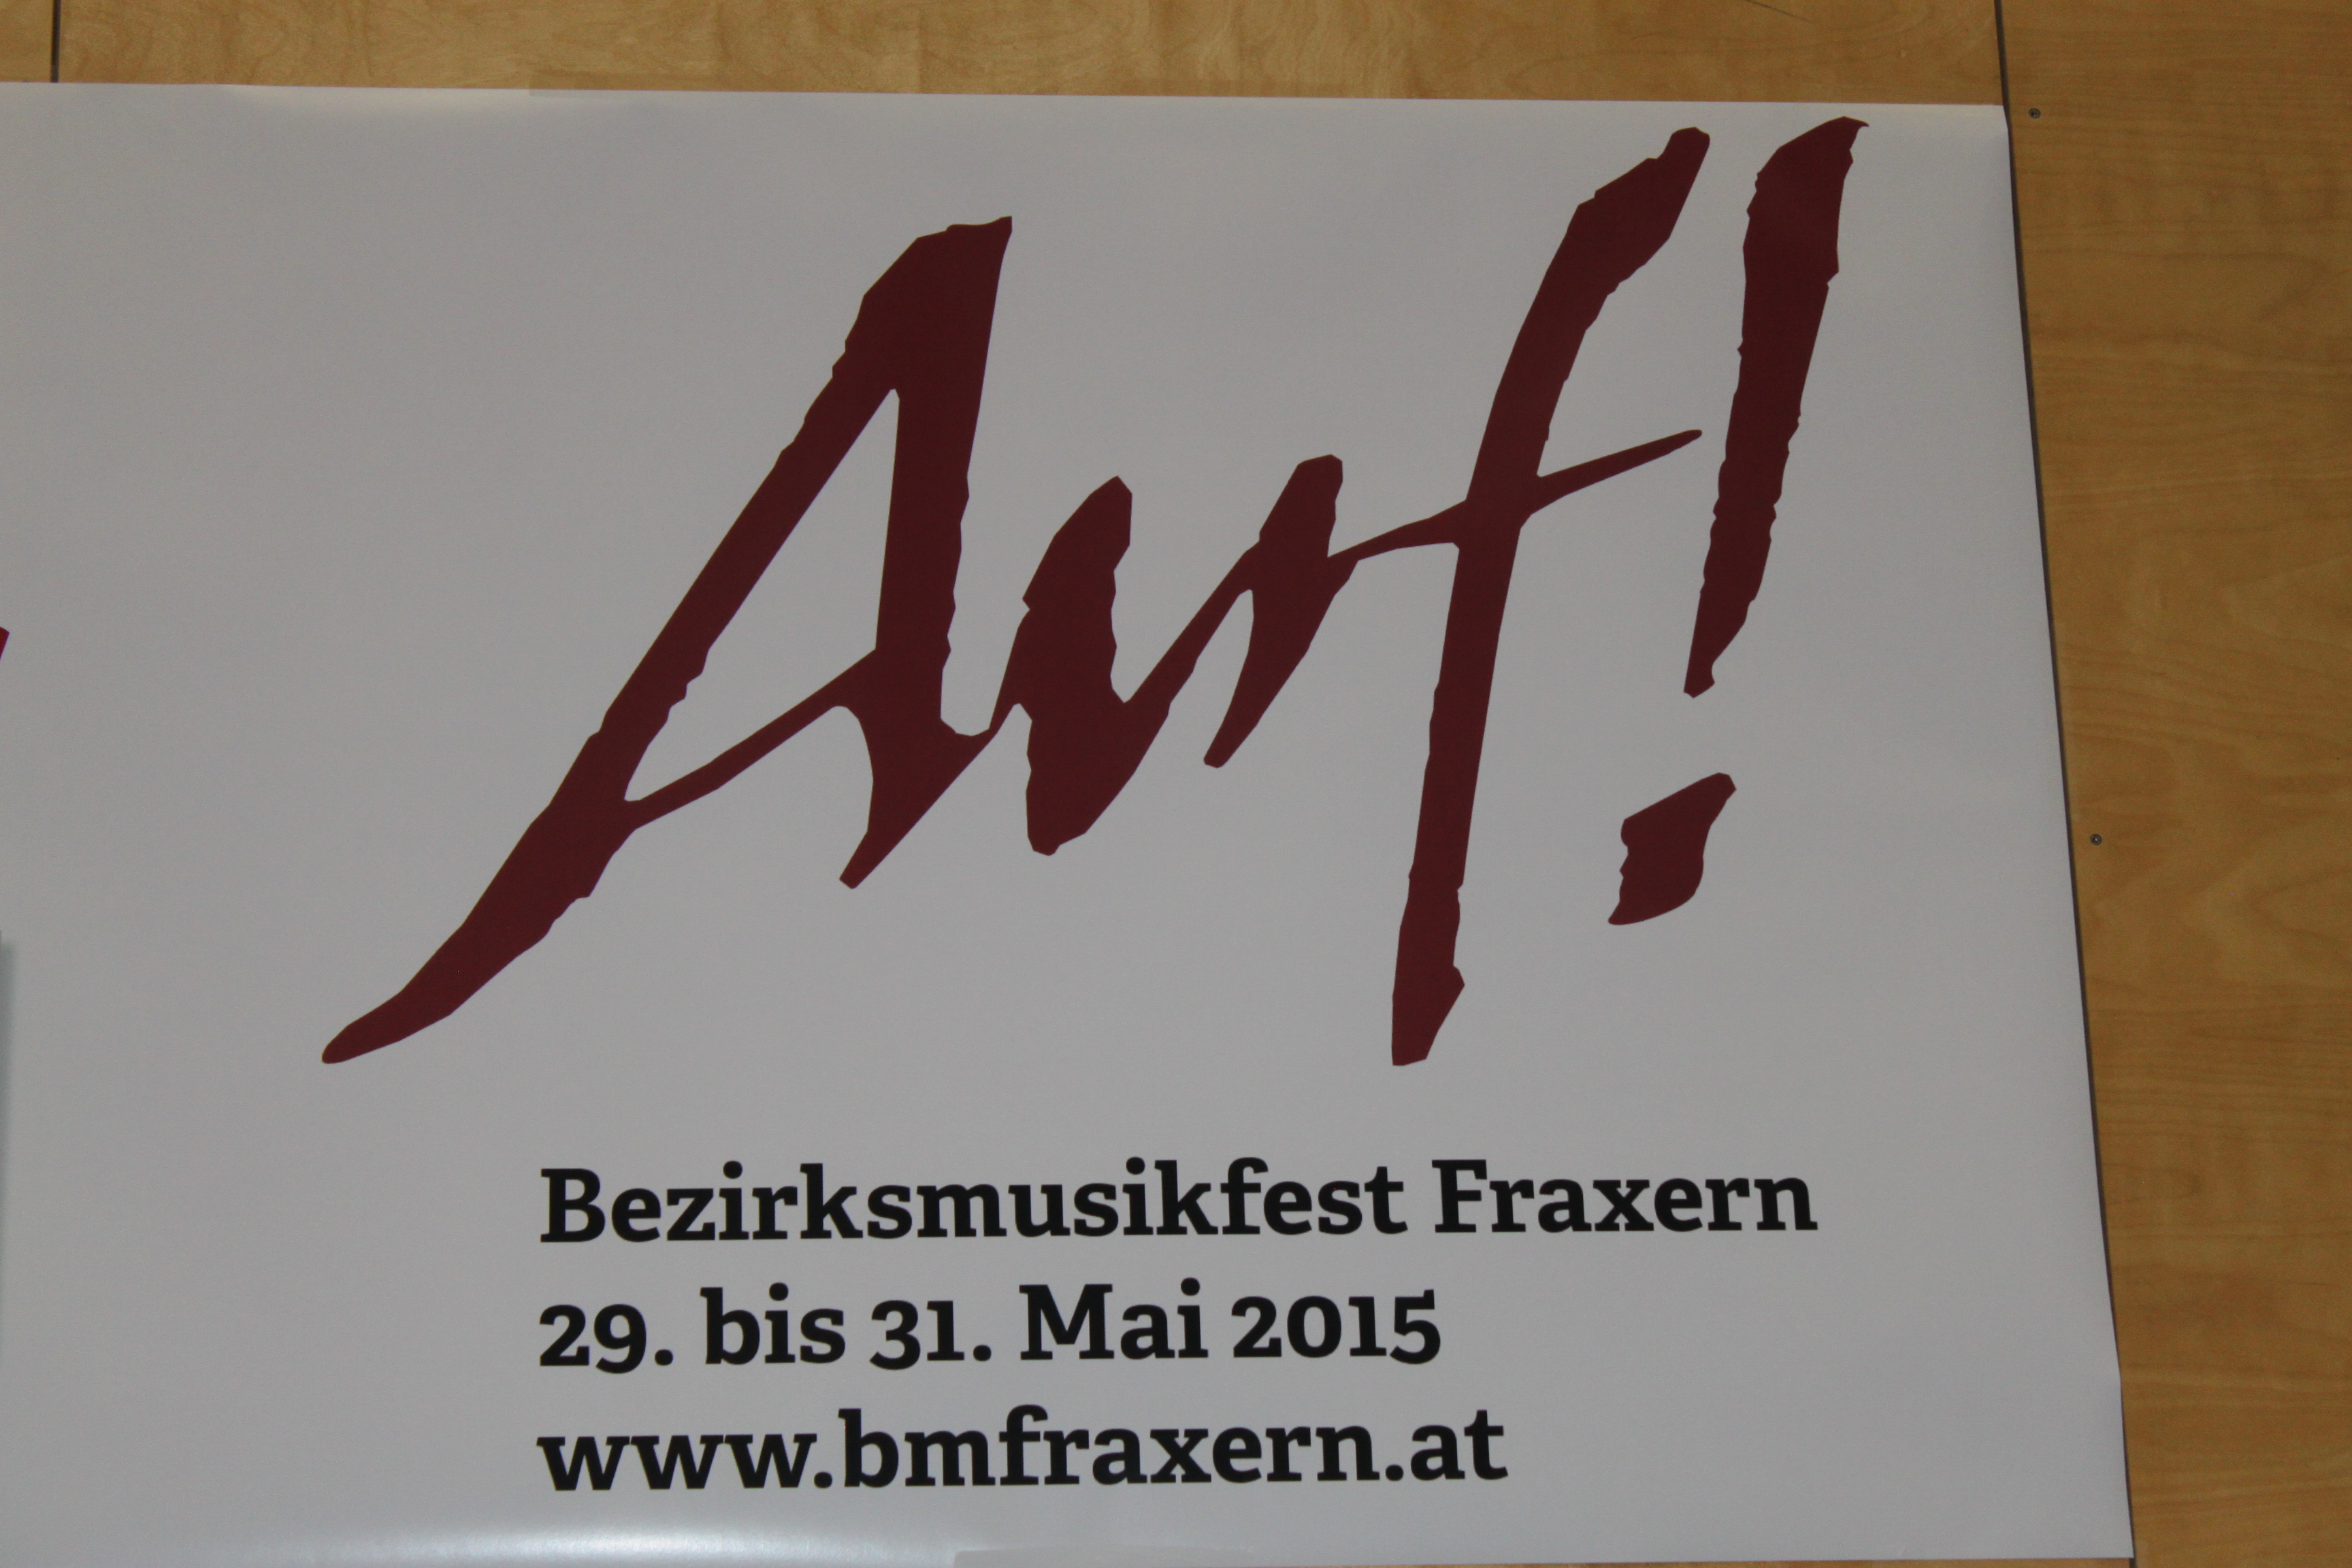 Auf!
Bezirksmusikfest Fraxern
29. bis 31. Mai 2015
www.bmfraxern.at